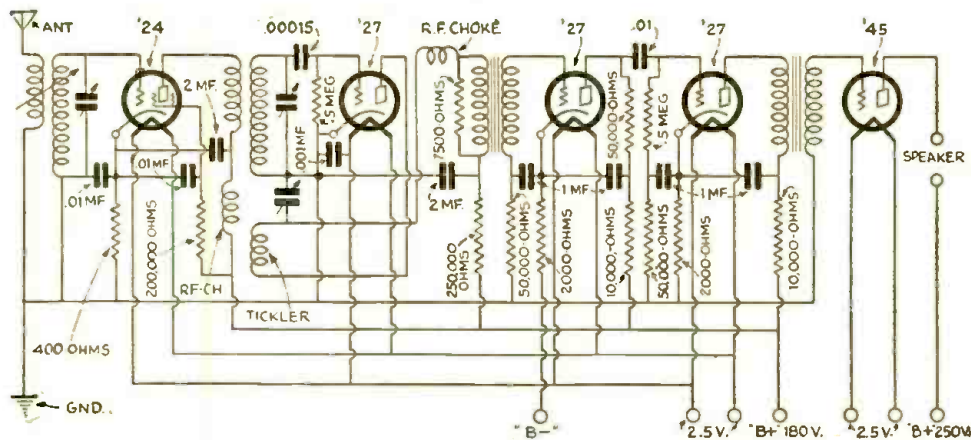 ANT
'24
.00015
'27
R.F. CHOKE
'27
.01
'27
'45
2 MF.
.5 MEG
7500-OHMS
50,000-OHMS
.5 MEG
.001MF
SPEAKER
.01MF
.01MF
2 MF.
1 MF.
1 MF.
200,000 OHMS
250,000 OHMS
50,000-OHMS
2000-OHMS
10,000-OHMS
50,000-OHMS
2000-OHMS
10,000-OHMS
RF-CH
TICKLER
400 OHMS
GND.
"B-"
2.5 V.
"B+" 180 V.
2.5 V.
"B+" 250V.